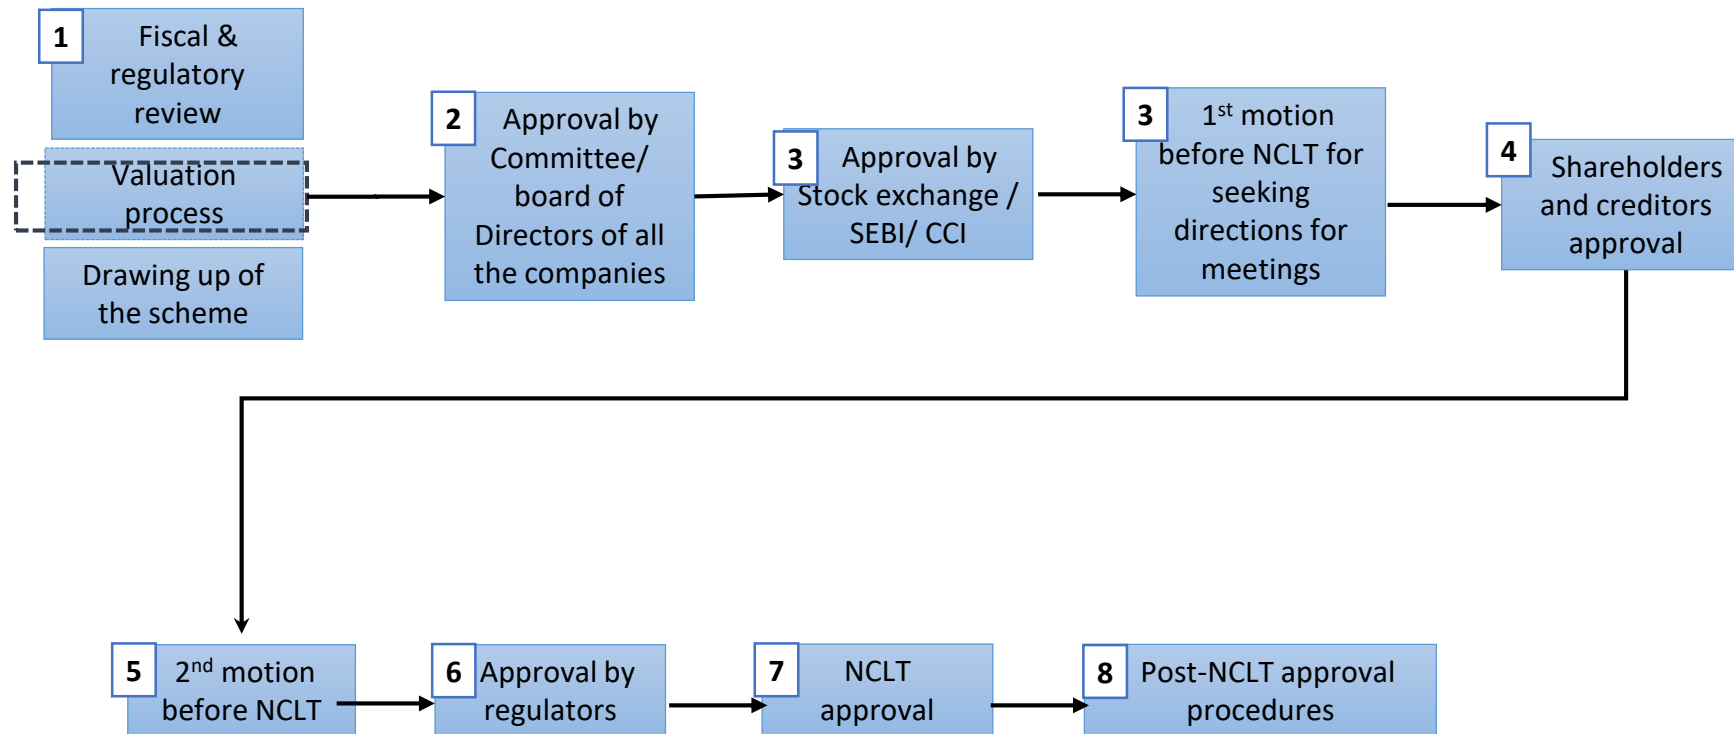 1
Fiscal &
regulatory
review
Valuation
process
Drawing up of
the scheme
2
Approval by
Committee/
board of
Directors of all
the companies
3
Approval by
Stock exchange /
SEBI/ CCI
3
1st motion
before NCLT for
seeking
directions for
meetings
4
Shareholders
and creditors
approval
5
2nd motion
before NCLT
6
Approval by
regulators
7
NCLT
approval
8
Post-NCLT approval
procedures